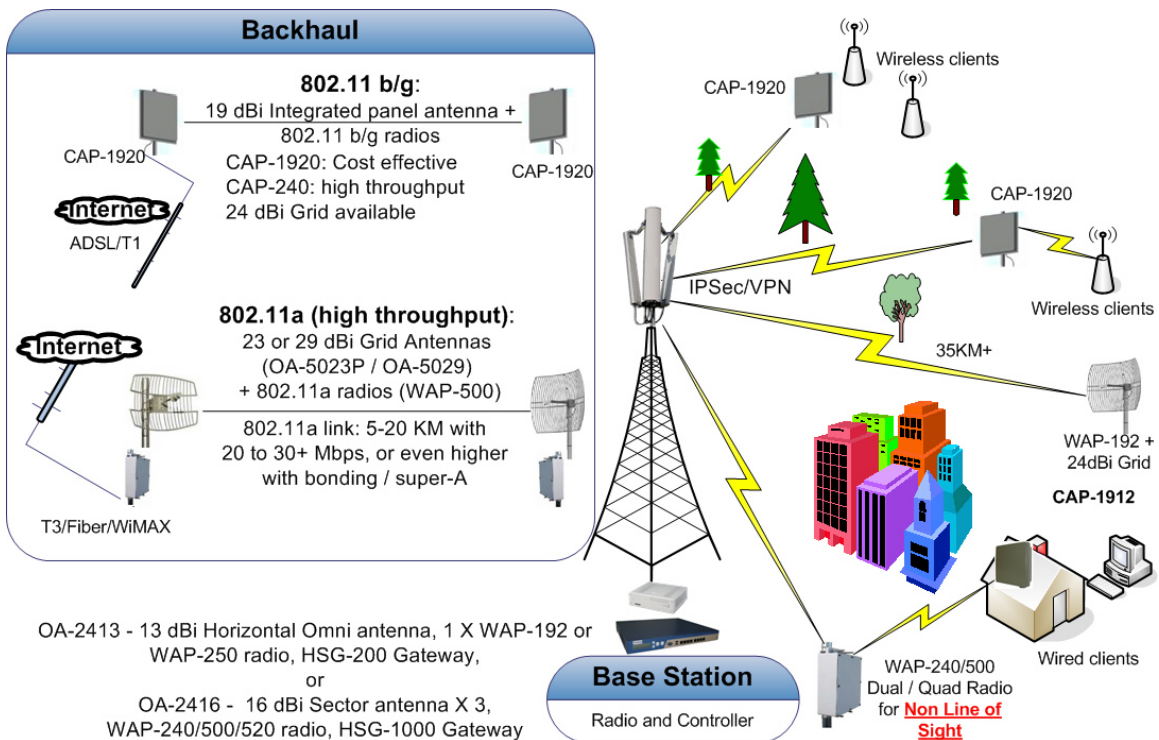 Backhaul
802.11 b/g:
19 dBi Integrated panel antenna +
802.11 b/g radios
CAP-1920
CAP-1920
CAP-1920: Cost effective
CAP-240: high throughput
24 dBi Grid available
Internet
ADSL/T1
802.11a (high throughput):
23 or 29 dBi Grid Antennas
(OA-5023P / OA-5029)
+ 802.11a radios (WAP-500)
Internet
802.11a link: 5-20 KM with
20 to 30+ Mbps, or even higher
with bonding / super-A
T3/Fiber/WiMAX
Wireless clients
CAP-1920
CAP-1920
IPSec/VPN
Wireless clients
35KM+
WAP-192 +
24dBi Grid
CAP-1912
Wired clients
WAP-240/500
Dual / Quad Radio
for Non Line of
Sight
OA-2413 - 13 dBi Horizontal Omni antenna, 1 X WAP-192 or
WAP-250 radio, HSG-200 Gateway,
or
OA-2416 - 16 dBi Sector antenna X 3,
WAP-240/500/520 radio, HSG-1000 Gateway
Base Station
Radio and Controller